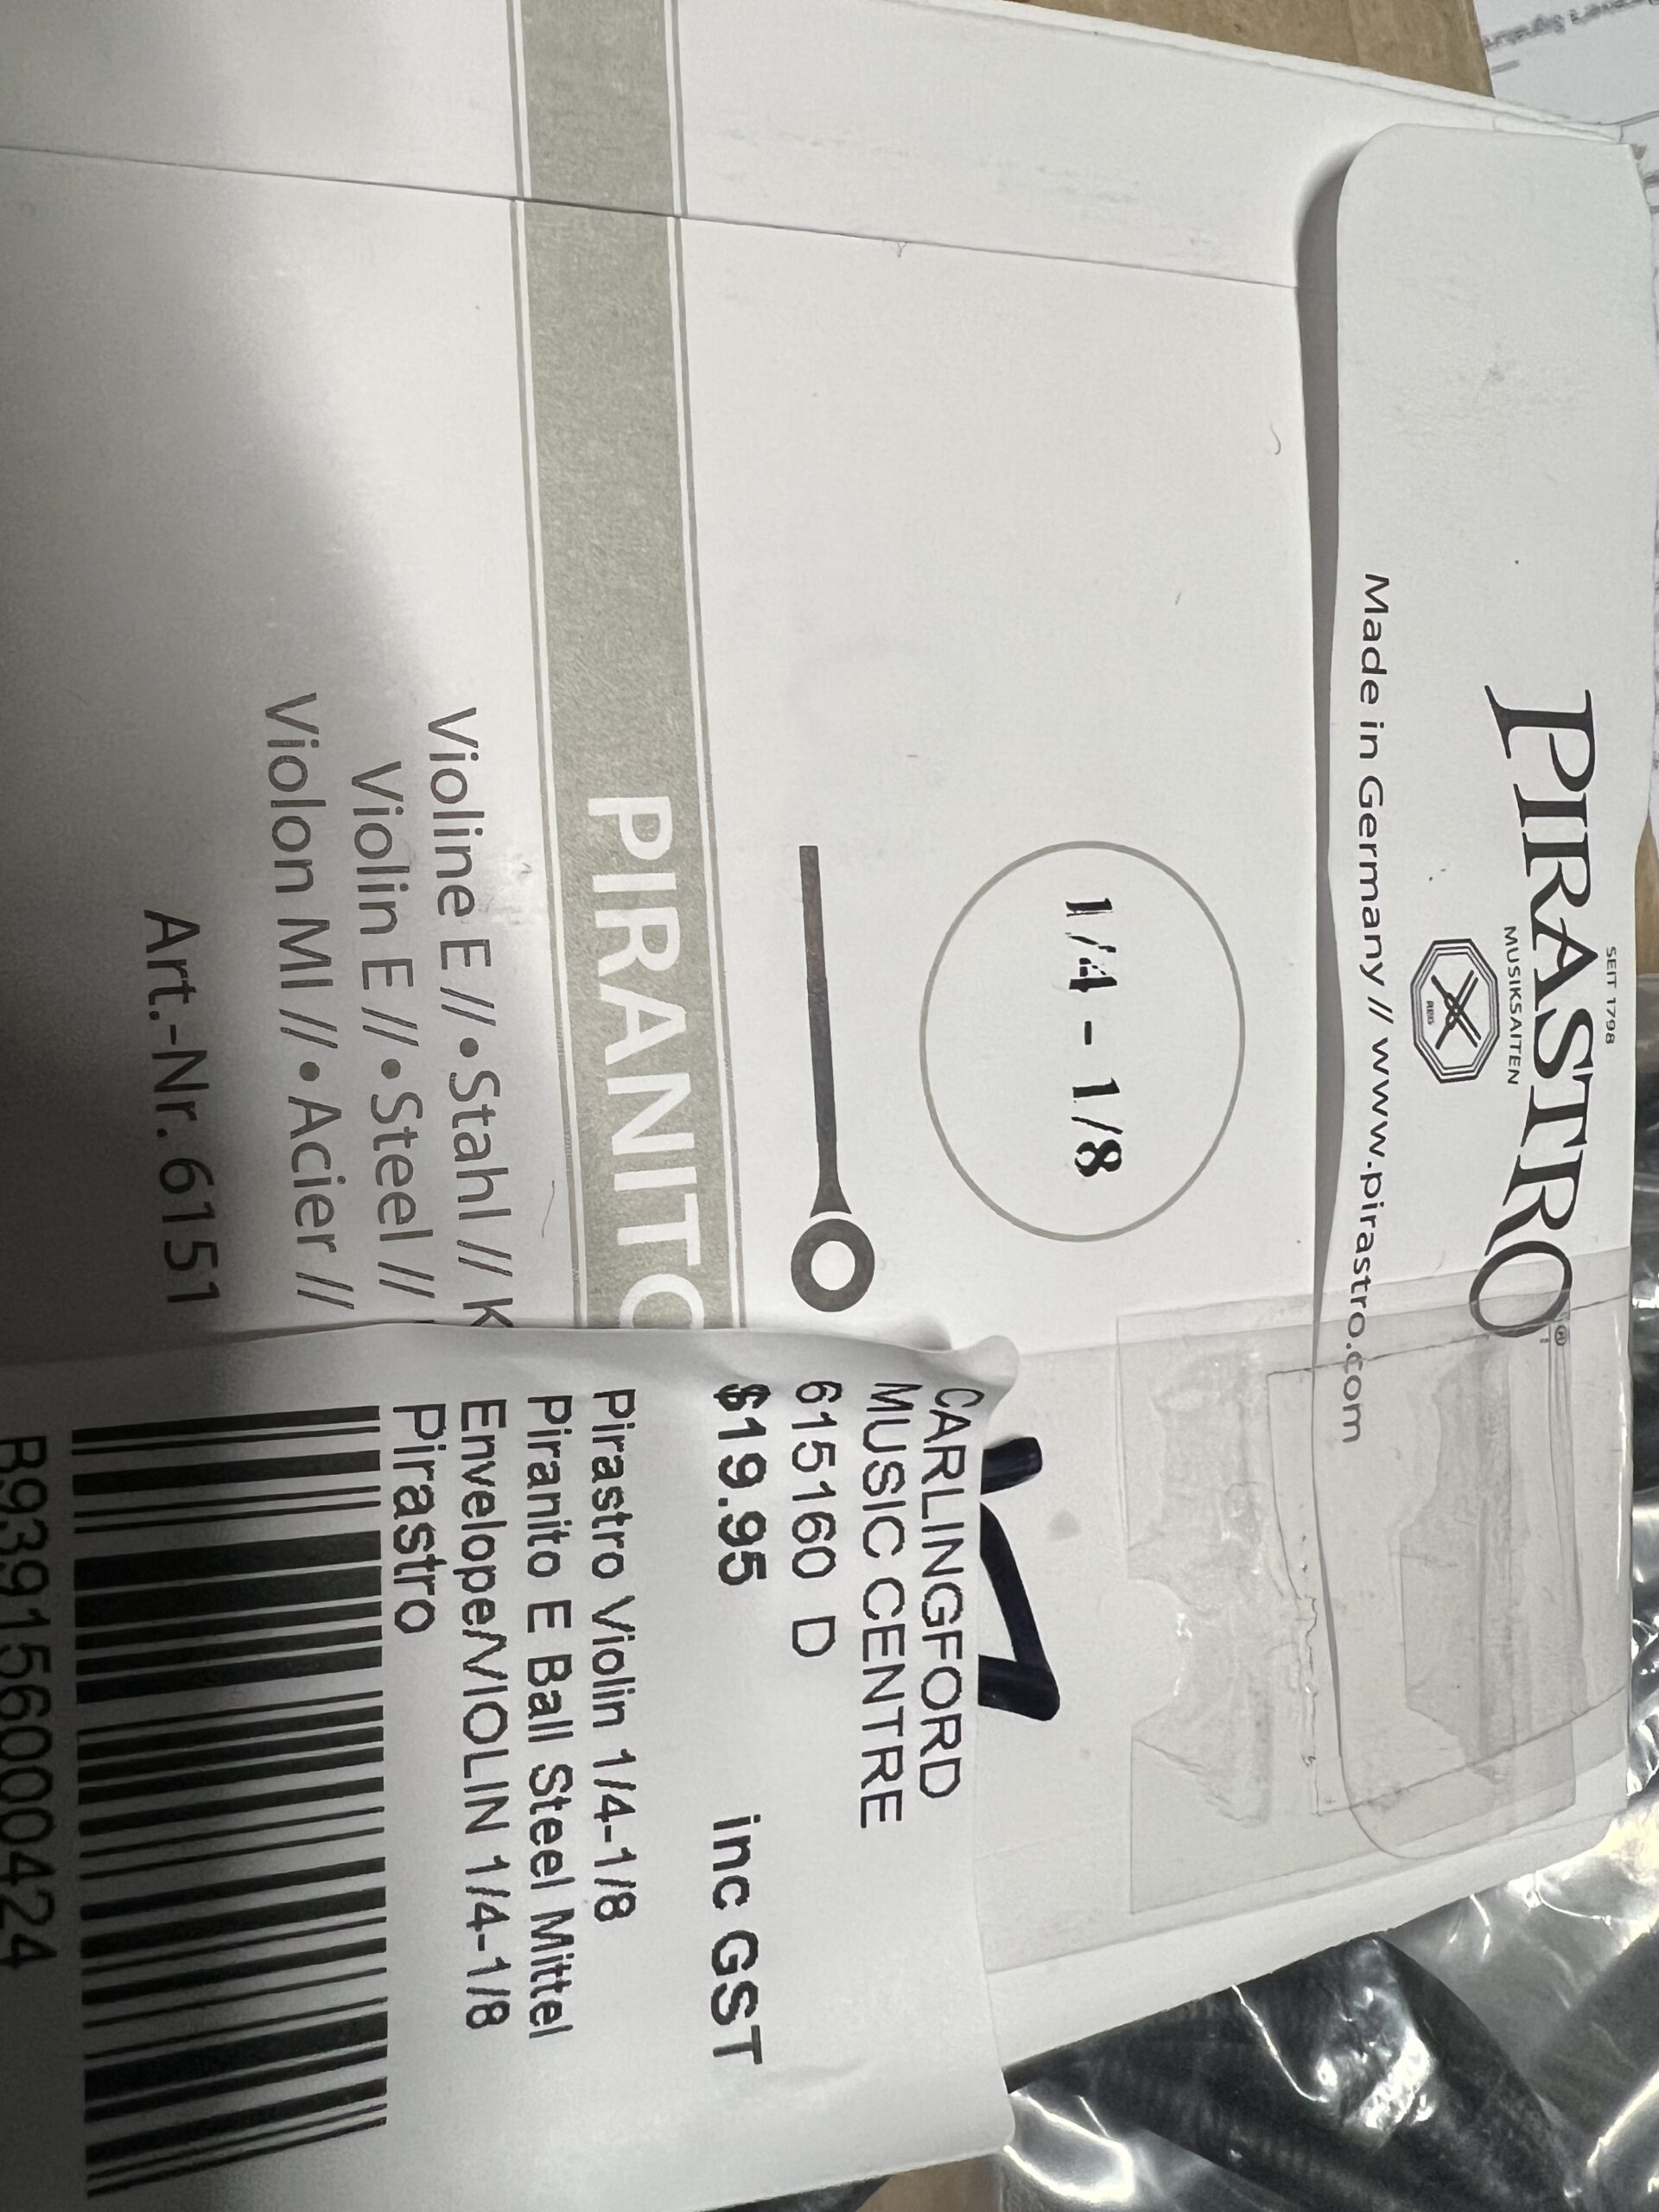 SEIT 1798
PIRASTRO®
MUSIKSAITEN
Made in Germany // www.pirastro.com
1/4 - 1/8
PIRANITO
Violine E // • Stahl // K
Violin E // • Steel //
Violon MI // • Acier //
Art.-Nr. 6151
CARLINGFORD
MUSIC CENTRE
615160 D
$19.95 inc GST
Pirastro Violin 1/4-1/8
Piranito E Ball Steel Mittel
Envelope/VIOLIN 1/4-1/8
Pirastro
B939156000424